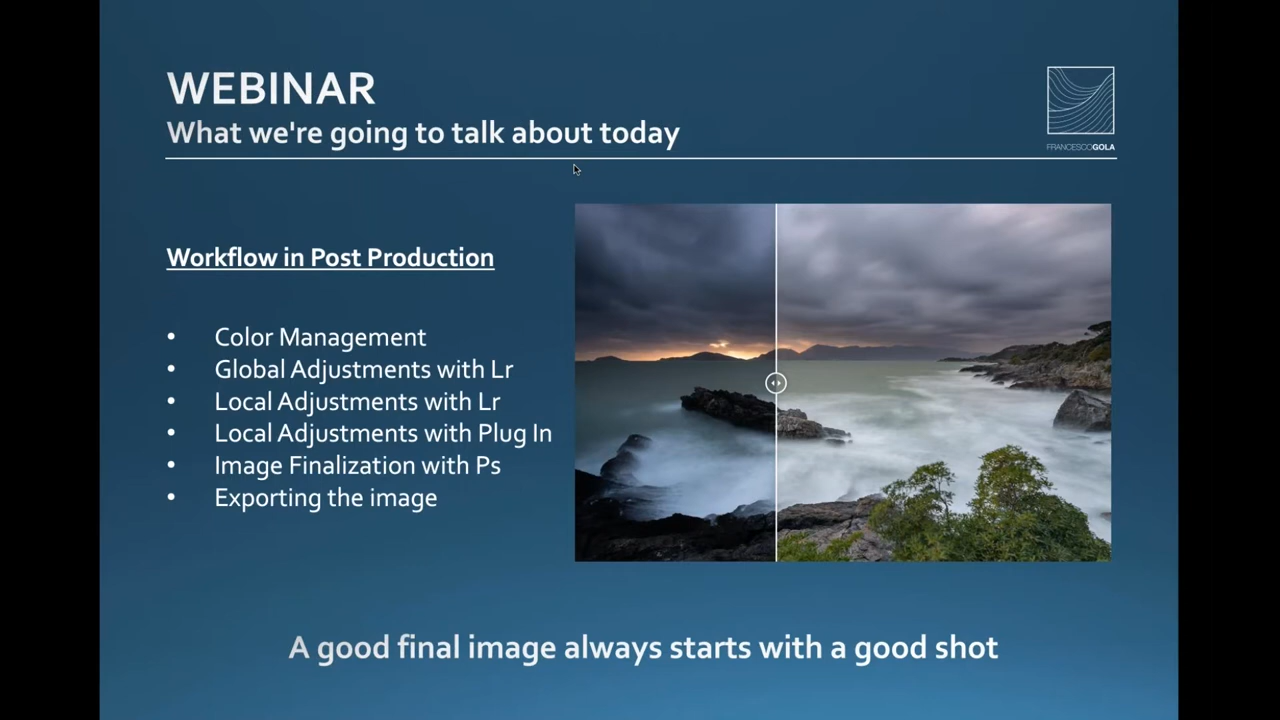 WEBINAR
What we're going to talk about today
FRANCESCOGOLA
Workflow in Post Production
• Color Management
• Global Adjustments with Lr
• Local Adjustments with Lr
• Local Adjustments with Plug In
• Image Finalization with Ps
• Exporting the image
A good final image always starts with a good shot